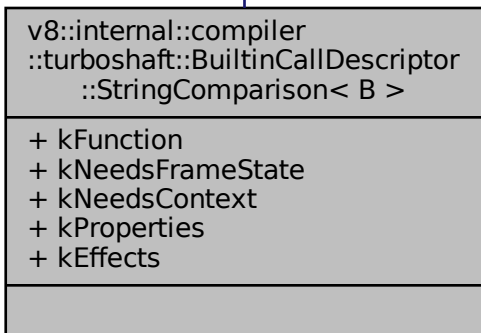 v8::internal::compiler
::turboshaft::BuiltinCallDescriptor
::StringComparison< B >
+ kFunction
+ kNeedsFrameState
+ kNeedsContext
+ kProperties
+ kEffects